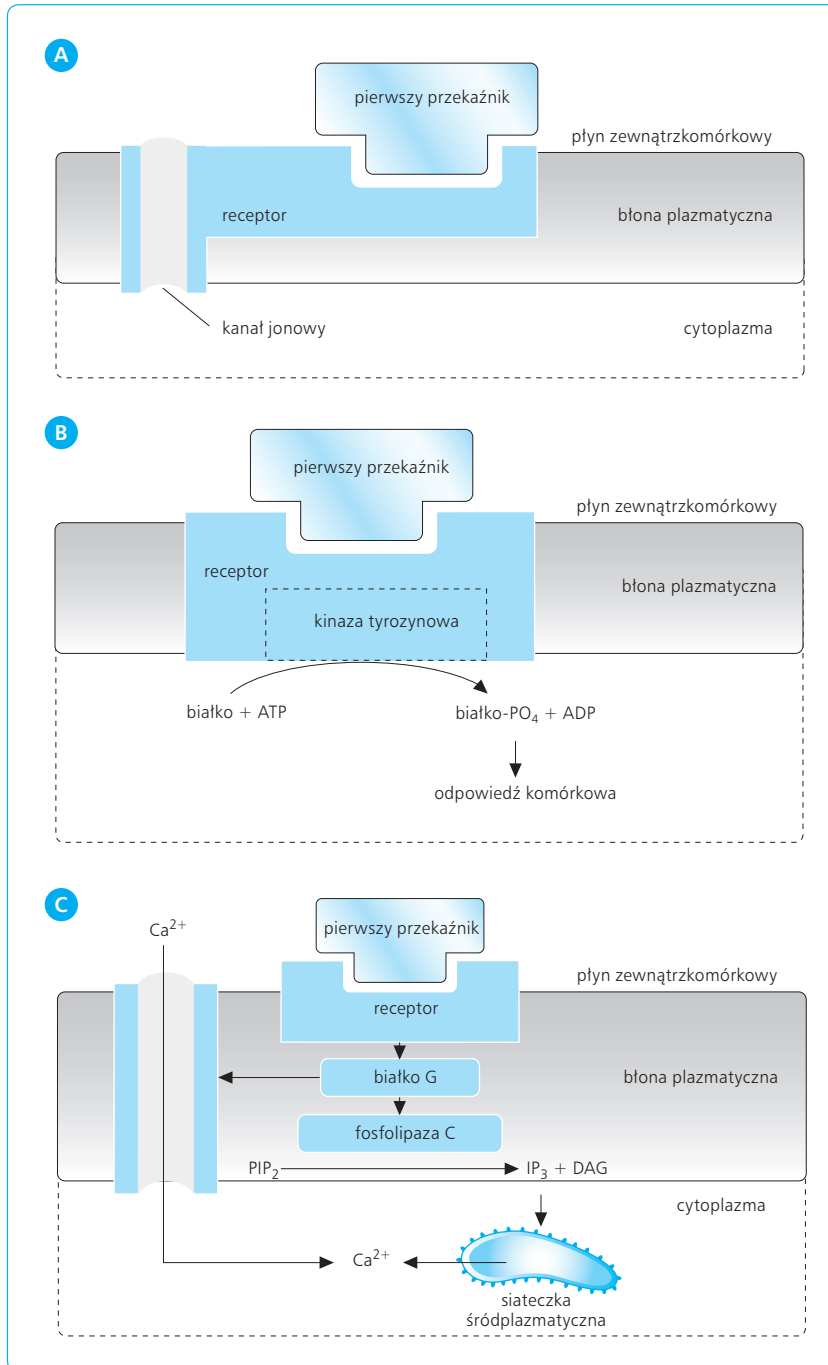 A
pierwszy przekaźnik
płyn zewnątrzkomórkowy
receptor
błona plazmatyczna
kanał jonowy
cytoplazma
B
pierwszy przekaźnik
płyn zewnątrzkomórkowy
receptor
błona plazmatyczna
kinaza tyrozynowa
białko + ATP
białko-PO₄ + ADP
odpowiedź komórkowa
C
Ca²⁺
pierwszy przekaźnik
płyn zewnątrzkomórkowy
receptor
białko G
błona plazmatyczna
fosfolipaza C
PIP₂
IP₃ + DAG
cytoplazma
Ca²⁺
siateczka
śródplazmatyczna